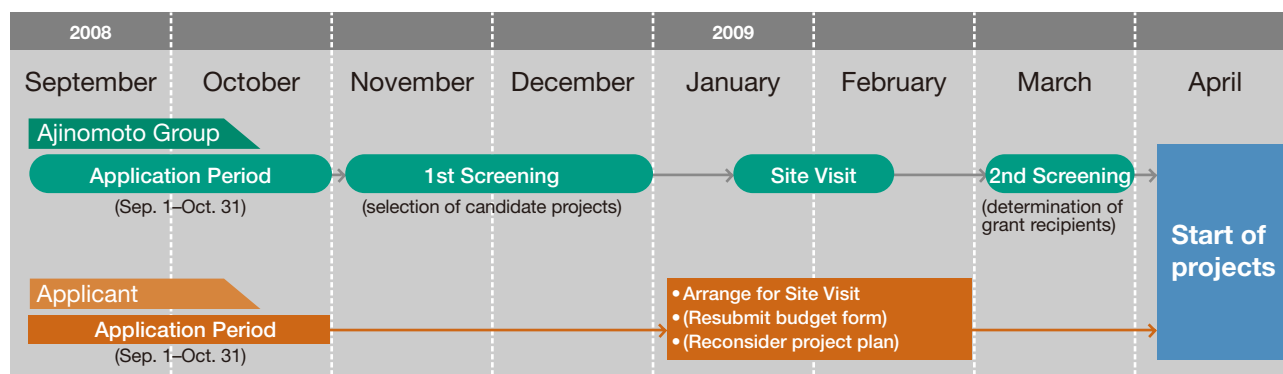 2008
2009
September
October
November
December
January
February
March
April
Ajinomoto Group
Application Period
(Sep. 1–Oct. 31)
1st Screening
(selection of candidate projects)
Site Visit
2nd Screening
(determination of
grant recipients)
Start of
projects
Applicant
Application Period
(Sep. 1–Oct. 31)
• Arrange for Site Visit
• (Resubmit budget form)
• (Reconsider project plan)